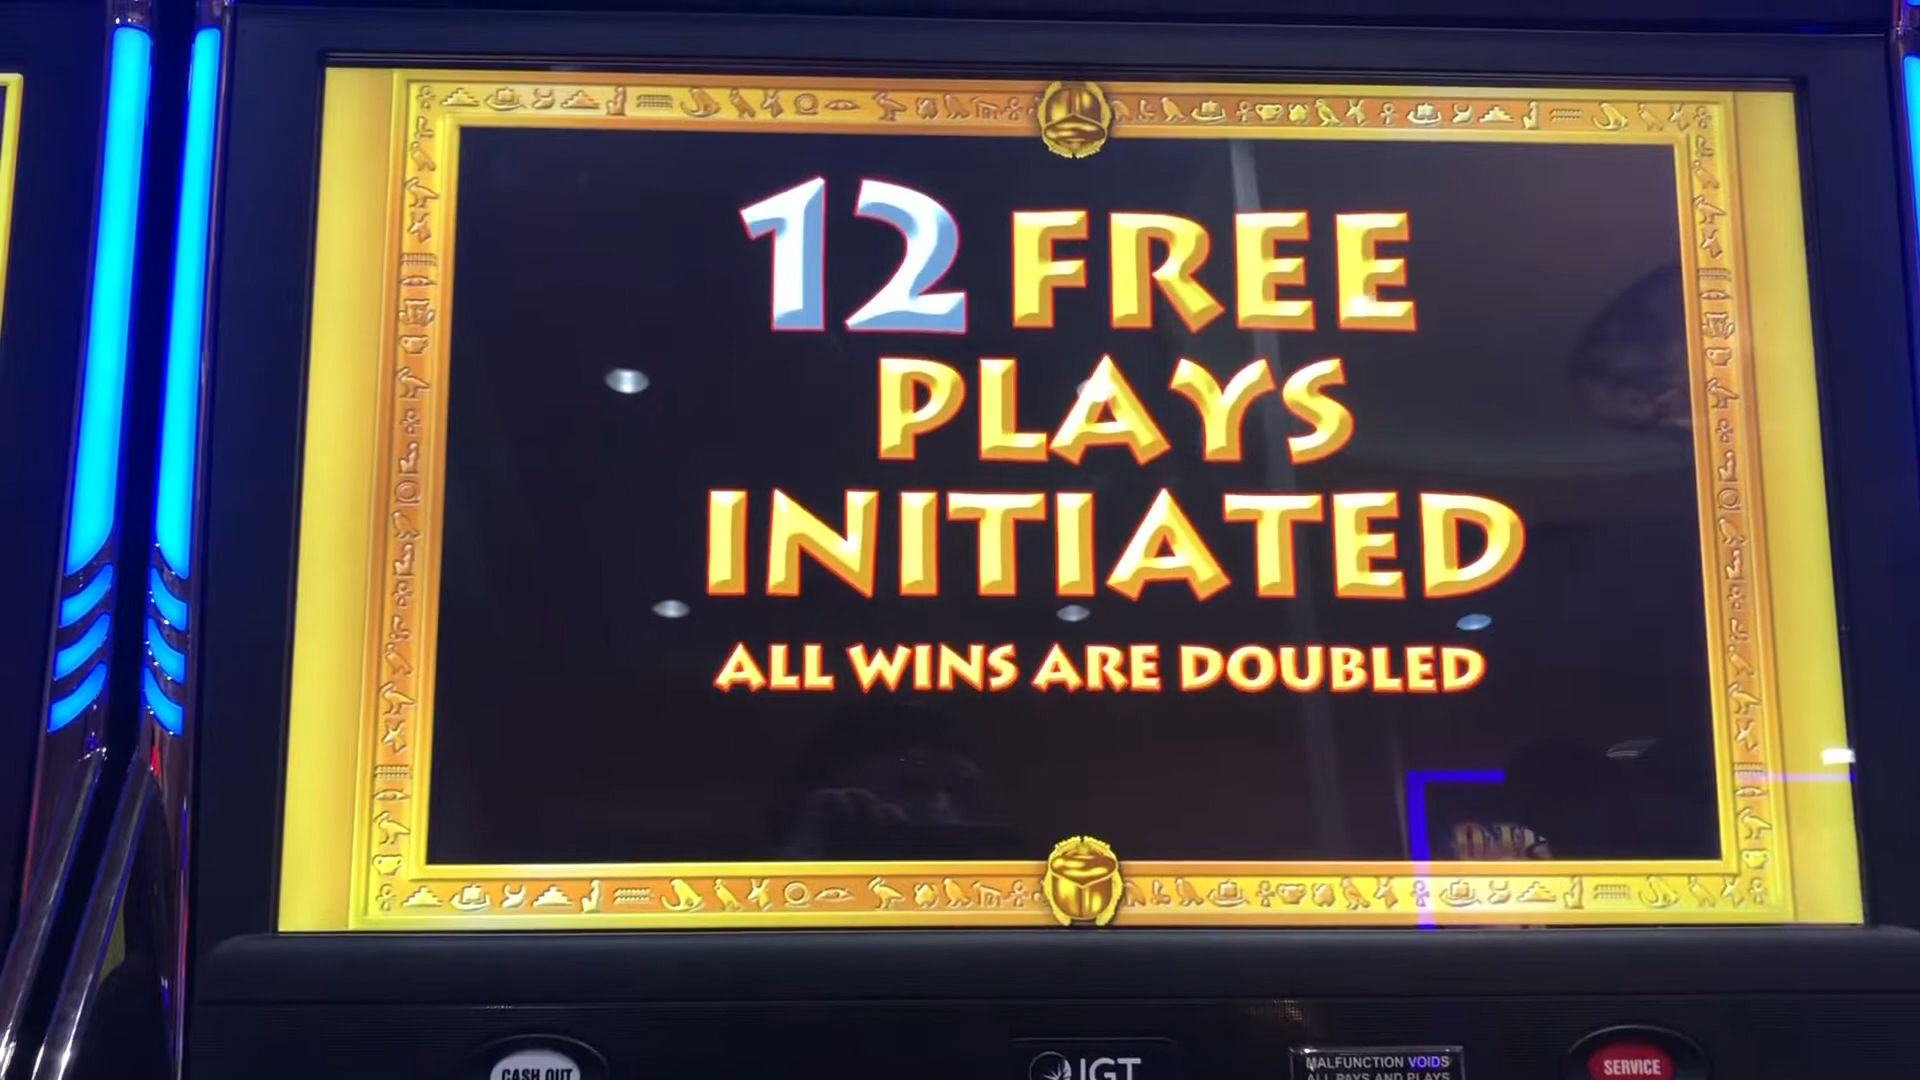 12 FREE
PLAYS
INITIATED
ALL WINS ARE DOUBLED
CASH OUT
IGT
MALFUNCTION VOIDS
ALL PAYS AND PLAYS
SERVICE